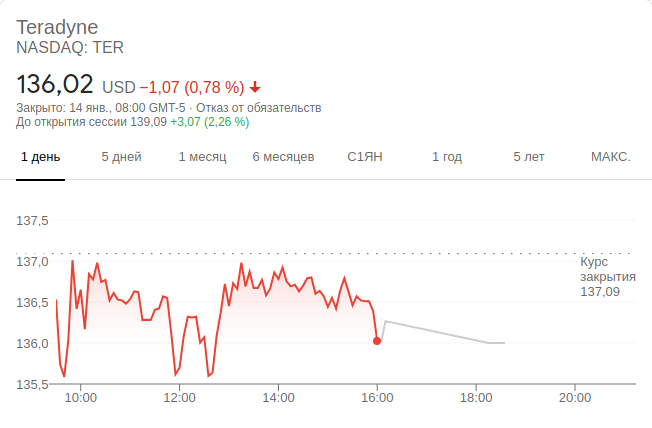 Teradyne
NASDAQ: TER
136,02 USD −1,07 (0,78 %)
Закрыто: 14 янв., 08:00 GMT-5 · Отказ от обязательств
До открытия сессии 139,09 +3,07 (2,26 %)
1 день 5 дней 1 месяц 6 месяцев С1ЯН 1 год 5 лет МАКС.
137,5
137,0
136,5
136,0
135,5
Курс
закрытия
137,09
10:00 12:00 14:00 16:00 18:00 20:00